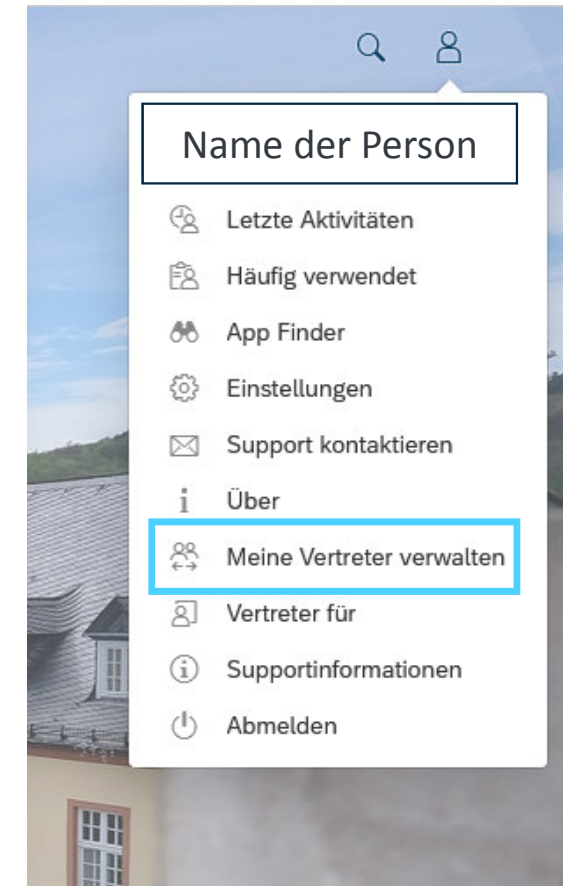 Name der Person
Letzte Aktivitäten
Häufig verwendet
App Finder
Einstellungen
Support kontaktieren
Über
Meine Vertreter verwalten
Vertreter für
Supportinformationen
Abmelden